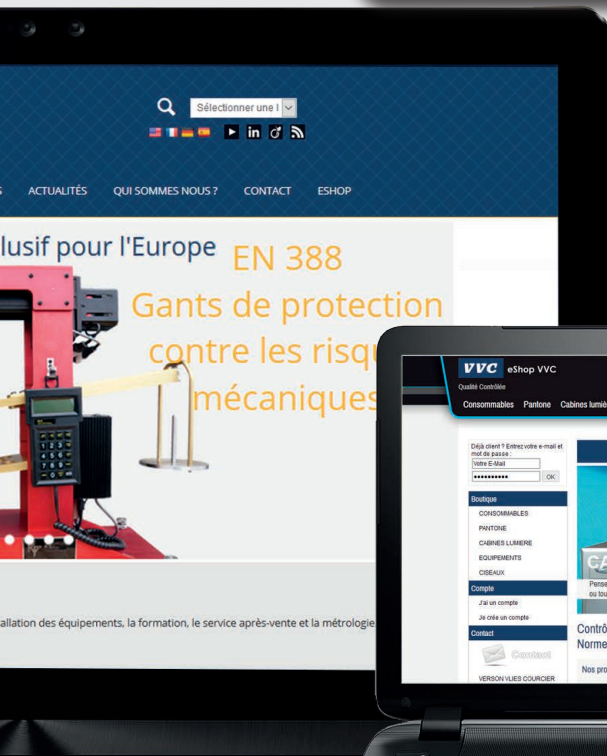 Sélectionner une l
ACTUALITÉS QUI SOMMES NOUS ? CONTACT ESHOP
lusif pour l'Europe
EN 388
Gants de protection
contre les risq
mécaniques
allation des équipements, la formation, le service après-vente et la métrologie
VVC eShop VVC
Qualité Contrôlée
Consommables Pantone Cabines lumiè
Déjà client ? Entrez votre e-mail et
mot de passe :
Votre E-Mail
OK
Boutique
CONSOMMABLES
PANTONE
CABINES LUMIERE
EQUIPEMENTS
CISEAUX
Compte
J'ai un compte
Je crée un compte
Contact
Contact
VERSON VLIES COURCIER
CA
Pense
ou tou
Contrô
Norme
Nos pro